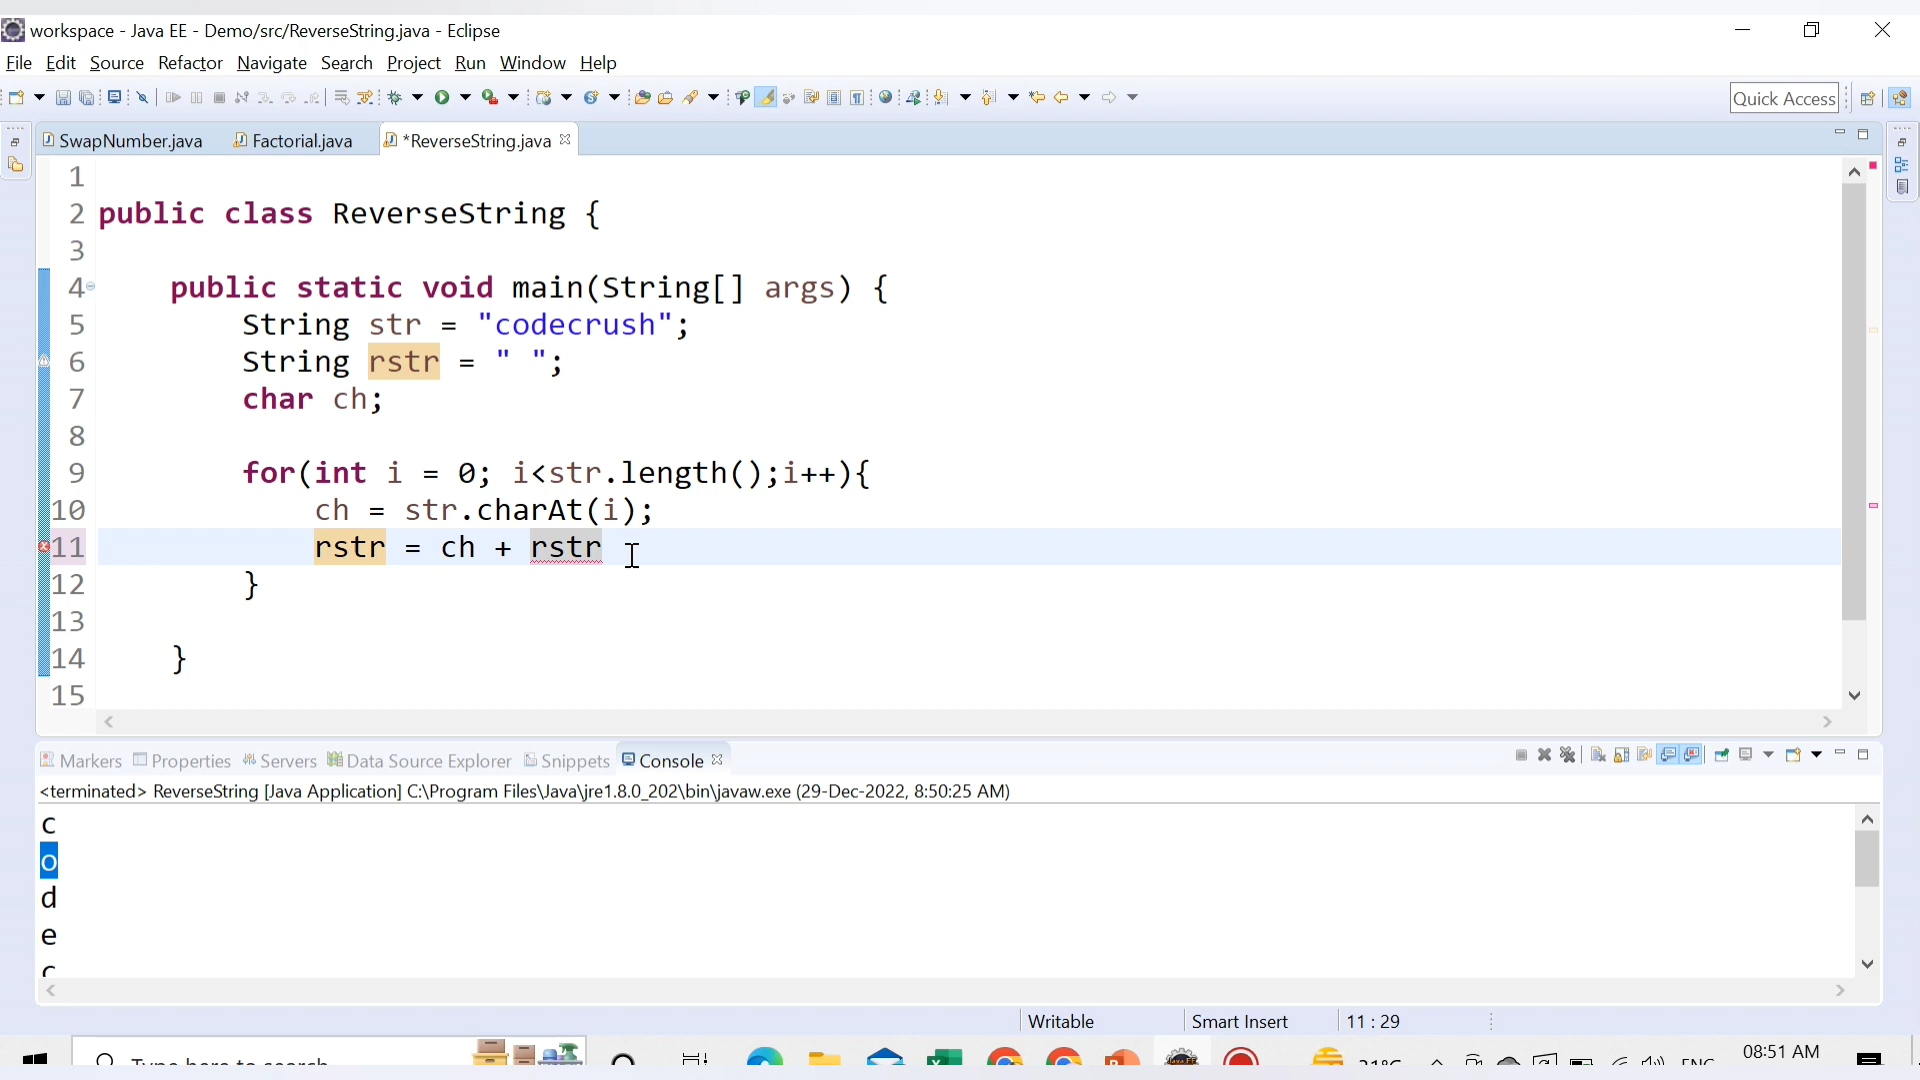 workspace - Java EE - Demo/src/ReverseString.java - Eclipse
File Edit Source Refactor Navigate Search Project Run Window Help
Quick Access
SwapNumber.java Factorial.java *ReverseString.java
1
2 public class ReverseString {
3
4 public static void main(String[] args) {
5 String str = "codecrush";
6 String rstr = " ";
7 char ch;
8
9 for(int i = 0; i<str.length();i++){
10 ch = str.charAt(i);
11 rstr = ch + rstr
12 }
13
14 }
15
Markers Properties Servers Data Source Explorer Snippets Console
<terminated> ReverseString [Java Application] C:\Program Files\Java\jre1.8.0_202\bin\javaw.exe (29-Dec-2022, 8:50:25 AM)
c
o
d
e
c
Writable Smart Insert 11 : 29
Type here to search 08:51 AM